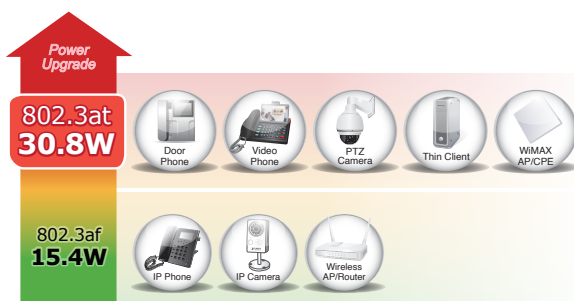 Power
Upgrade
802.3at
30.8W
Door
Phone
Video
Phone
PTZ
Camera
Thin Client
WiMAX
AP/CPE
802.3af
15.4W
IP Phone
IP Camera
Wireless
AP/Router